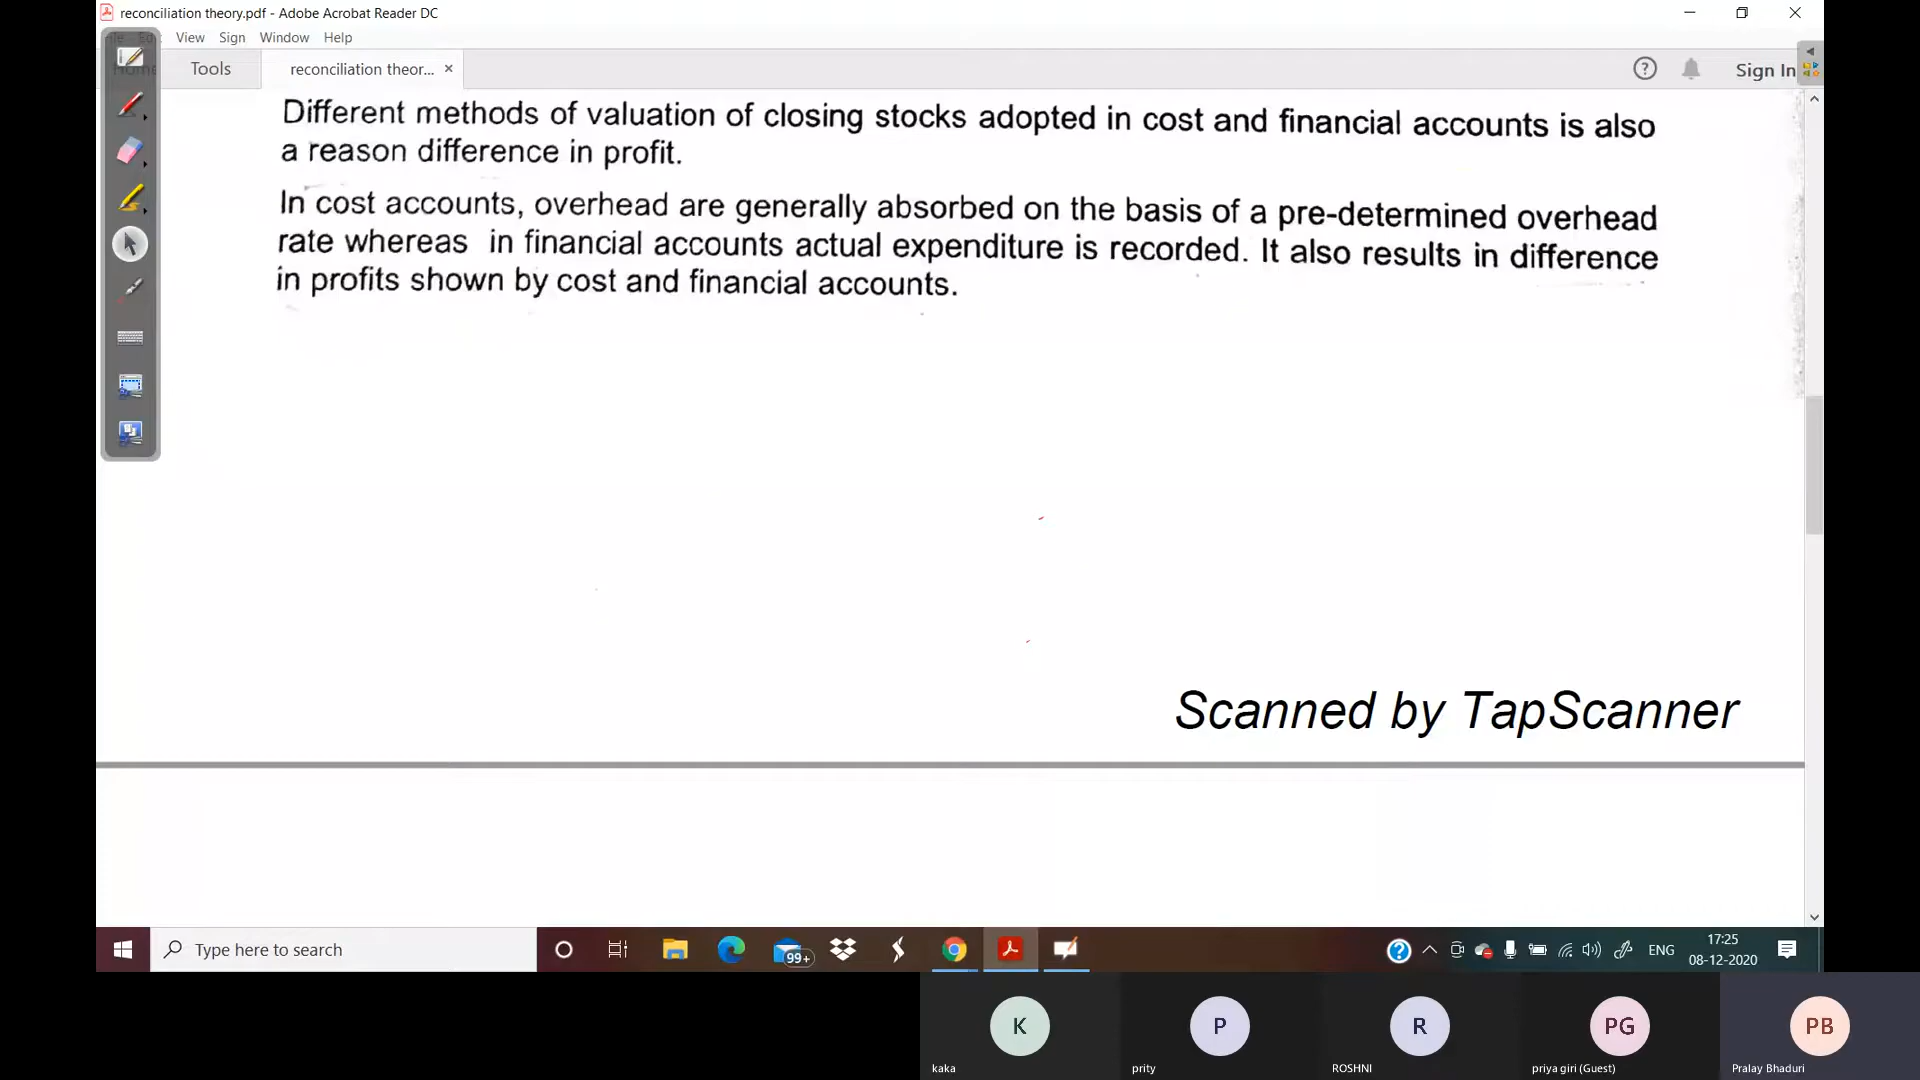 reconciliation theory.pdf - Adobe Acrobat Reader DC
View Sign Window Help
Tools
reconciliation theor... ×
Sign In
Different methods of valuation of closing stocks adopted in cost and financial accounts is also
a reason difference in profit.
In cost accounts, overhead are generally absorbed on the basis of a pre-determined overhead
rate whereas in financial accounts actual expenditure is recorded. It also results in difference
in profits shown by cost and financial accounts.
Scanned by TapScanner
Type here to search
99+
ENG
17:25
08-12-2020
K
P
R
PG
PB
kaka
prity
ROSHNI
priya giri (Guest)
Pralay Bhaduri